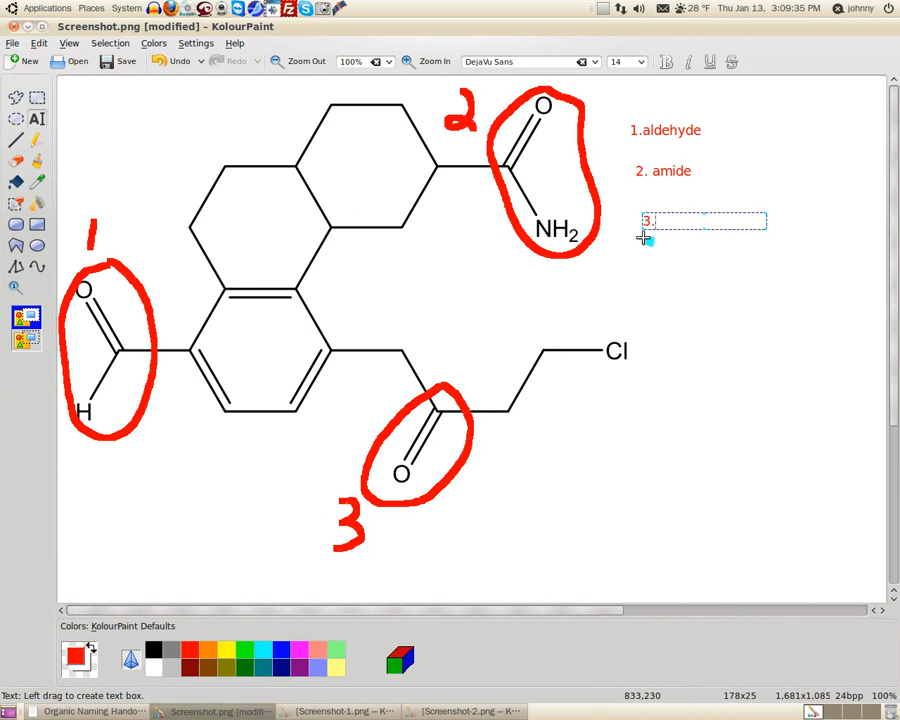 Applications Places System 28 °F Thu Jan 13, 3:09:35 PM johnny
Screenshot.png [modified] – KolourPaint
File Edit View Selection Colors Settings Help
New Open Save Undo Redo Zoom Out 100% Zoom In DejaVu Sans 14 B I U S
2
O
1.aldehyde
2. amide
NH2
3.
1
O
Cl
H
O
3
Colors: KolourPaint Defaults
Text: Left drag to create text box. 833,230 178x25 1,681x1,085 24bpp 100%
Organic Naming Hando··· Screenshot.png [modifi··· [Screenshot-1.png – K··· [Screenshot-2.png – K···